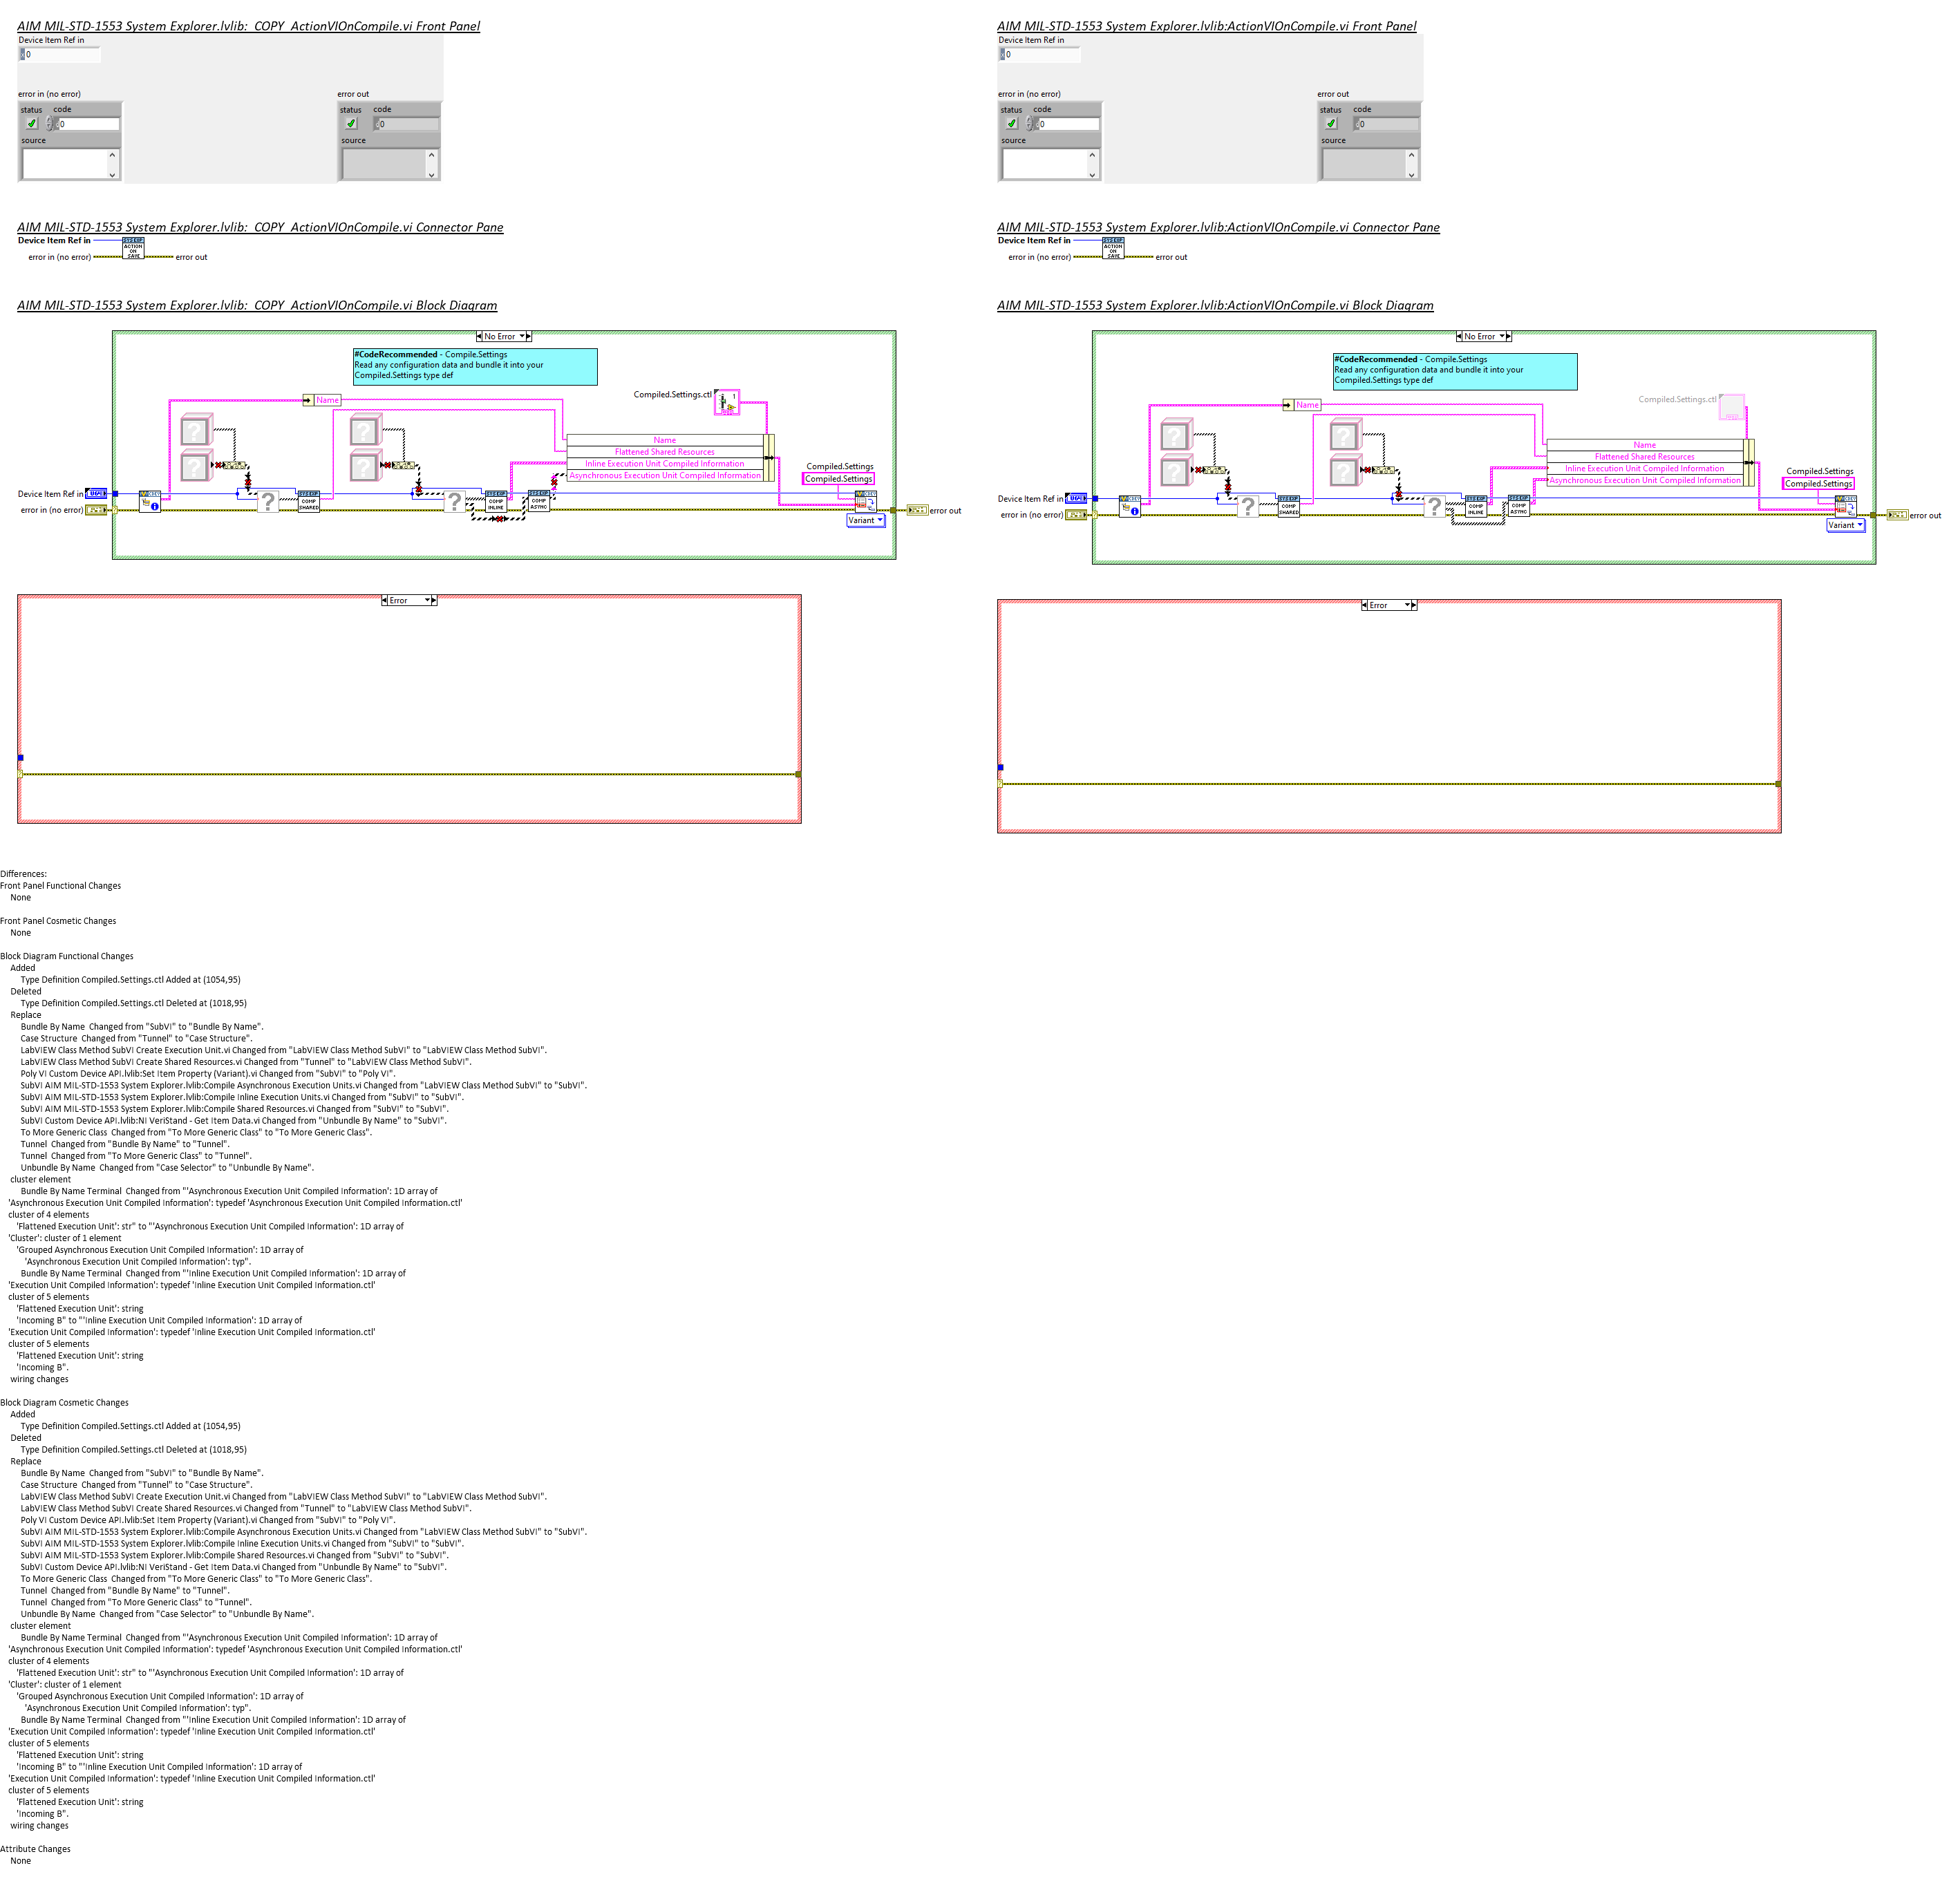 AIM MIL-STD-1553 System Explorer.lvlib:_COPY_ActionVIOnCompile.vi Front Panel
Device Item Ref in
0
error in (no error)
error out
status code
0
source
status code
0
source
AIM MIL-STD-1553 System Explorer.lvlib:_COPY_ActionVIOnCompile.vi Connector Pane
Device Item Ref in
SYS EXP
ACTION
ON
SAVE
error in (no error)
error out
AIM MIL-STD-1553 System Explorer.lvlib:_COPY_ActionVIOnCompile.vi Block Diagram
No Error
#CodeRecommended - Compile.Settings
Read any configuration data and bundle it into your
Compiled.Settings type def
Compiled.Settings.ctl
Name
Name
Flattened Shared Resources
Inline Execution Unit Compiled Information
Asynchronous Execution Unit Compiled Information
Compiled.Settings
Compiled.Settings
Device Item Ref in
error in (no error)
SYS EXP
COMP
SHARED
SYS EXP
COMP
INLINE
SYS EXP
COMP
ASYNC
error out
Variant
Error
AIM MIL-STD-1553 System Explorer.lvlib:ActionVIOnCompile.vi Front Panel
Device Item Ref in
0
error in (no error)
error out
status code
0
source
status code
0
source
AIM MIL-STD-1553 System Explorer.lvlib:ActionVIOnCompile.vi Connector Pane
Device Item Ref in
SYS EXP
ACTION
ON
SAVE
error in (no error)
error out
AIM MIL-STD-1553 System Explorer.lvlib:ActionVIOnCompile.vi Block Diagram
No Error
#CodeRecommended - Compile.Settings
Read any configuration data and bundle it into your
Compiled.Settings type def
Compiled.Settings.ctl
Name
Name
Flattened Shared Resources
Inline Execution Unit Compiled Information
Asynchronous Execution Unit Compiled Information
Compiled.Settings
Compiled.Settings
Device Item Ref in
error in (no error)
SYS EXP
COMP
SHARED
SYS EXP
COMP
INLINE
SYS EXP
COMP
ASYNC
error out
Variant
Error
Differences:
Front Panel Functional Changes
None
Front Panel Cosmetic Changes
None
Block Diagram Functional Changes
Added
Type Definition Compiled.Settings.ctl Added at (1054,95)
Deleted
Type Definition Compiled.Settings.ctl Deleted at (1018,95)
Replace
Bundle By Name  Changed from "SubVI" to "Bundle By Name".
Case Structure  Changed from "Tunnel" to "Case Structure".
LabVIEW Class Method SubVI Create Execution Unit.vi Changed from "LabVIEW Class Method SubVI" to "LabVIEW Class Method SubVI".
LabVIEW Class Method SubVI Create Shared Resources.vi Changed from "Tunnel" to "LabVIEW Class Method SubVI".
Poly VI Custom Device API.lvlib:Set Item Property (Variant).vi Changed from "SubVI" to "Poly VI".
SubVI AIM MIL-STD-1553 System Explorer.lvlib:Compile Asynchronous Execution Units.vi Changed from "LabVIEW Class Method SubVI" to "SubVI".
SubVI AIM MIL-STD-1553 System Explorer.lvlib:Compile Inline Execution Units.vi Changed from "SubVI" to "SubVI".
SubVI AIM MIL-STD-1553 System Explorer.lvlib:Compile Shared Resources.vi Changed from "SubVI" to "SubVI".
SubVI Custom Device API.lvlib:NI VeriStand - Get Item Data.vi Changed from "Unbundle By Name" to "SubVI".
To More Generic Class  Changed from "To More Generic Class" to "To More Generic Class".
Tunnel  Changed from "Bundle By Name" to "Tunnel".
Tunnel  Changed from "To More Generic Class" to "Tunnel".
Unbundle By Name  Changed from "Case Selector" to "Unbundle By Name".
cluster element
Bundle By Name Terminal  Changed from "'Asynchronous Execution Unit Compiled Information': 1D array of
'Asynchronous Execution Unit Compiled Information': typedef 'Asynchronous Execution Unit Compiled Information.ctl'
cluster of 4 elements
'Flattened Execution Unit': str" to "'Asynchronous Execution Unit Compiled Information': 1D array of
'Cluster': cluster of 1 element
'Grouped Asynchronous Execution Unit Compiled Information': 1D array of
'Asynchronous Execution Unit Compiled Information': typ".
Bundle By Name Terminal  Changed from "'Inline Execution Unit Compiled Information': 1D array of
'Execution Unit Compiled Information': typedef 'Inline Execution Unit Compiled Information.ctl'
cluster of 5 elements
'Flattened Execution Unit': string
'Incoming B" to "'Inline Execution Unit Compiled Information': 1D array of
'Execution Unit Compiled Information': typedef 'Inline Execution Unit Compiled Information.ctl'
cluster of 5 elements
'Flattened Execution Unit': string
'Incoming B".
wiring changes
Block Diagram Cosmetic Changes
Added
Type Definition Compiled.Settings.ctl Added at (1054,95)
Deleted
Type Definition Compiled.Settings.ctl Deleted at (1018,95)
Replace
Bundle By Name  Changed from "SubVI" to "Bundle By Name".
Case Structure  Changed from "Tunnel" to "Case Structure".
LabVIEW Class Method SubVI Create Execution Unit.vi Changed from "LabVIEW Class Method SubVI" to "LabVIEW Class Method SubVI".
LabVIEW Class Method SubVI Create Shared Resources.vi Changed from "Tunnel" to "LabVIEW Class Method SubVI".
Poly VI Custom Device API.lvlib:Set Item Property (Variant).vi Changed from "SubVI" to "Poly VI".
SubVI AIM MIL-STD-1553 System Explorer.lvlib:Compile Asynchronous Execution Units.vi Changed from "LabVIEW Class Method SubVI" to "SubVI".
SubVI AIM MIL-STD-1553 System Explorer.lvlib:Compile Inline Execution Units.vi Changed from "SubVI" to "SubVI".
SubVI AIM MIL-STD-1553 System Explorer.lvlib:Compile Shared Resources.vi Changed from "SubVI" to "SubVI".
SubVI Custom Device API.lvlib:NI VeriStand - Get Item Data.vi Changed from "Unbundle By Name" to "SubVI".
To More Generic Class  Changed from "To More Generic Class" to "To More Generic Class".
Tunnel  Changed from "Bundle By Name" to "Tunnel".
Tunnel  Changed from "To More Generic Class" to "Tunnel".
Unbundle By Name  Changed from "Case Selector" to "Unbundle By Name".
cluster element
Bundle By Name Terminal  Changed from "'Asynchronous Execution Unit Compiled Information': 1D array of
'Asynchronous Execution Unit Compiled Information': typedef 'Asynchronous Execution Unit Compiled Information.ctl'
cluster of 4 elements
'Flattened Execution Unit': str" to "'Asynchronous Execution Unit Compiled Information': 1D array of
'Cluster': cluster of 1 element
'Grouped Asynchronous Execution Unit Compiled Information': 1D array of
'Asynchronous Execution Unit Compiled Information': typ".
Bundle By Name Terminal  Changed from "'Inline Execution Unit Compiled Information': 1D array of
'Execution Unit Compiled Information': typedef 'Inline Execution Unit Compiled Information.ctl'
cluster of 5 elements
'Flattened Execution Unit': string
'Incoming B" to "'Inline Execution Unit Compiled Information': 1D array of
'Execution Unit Compiled Information': typedef 'Inline Execution Unit Compiled Information.ctl'
cluster of 5 elements
'Flattened Execution Unit': string
'Incoming B".
wiring changes
Attribute Changes
None